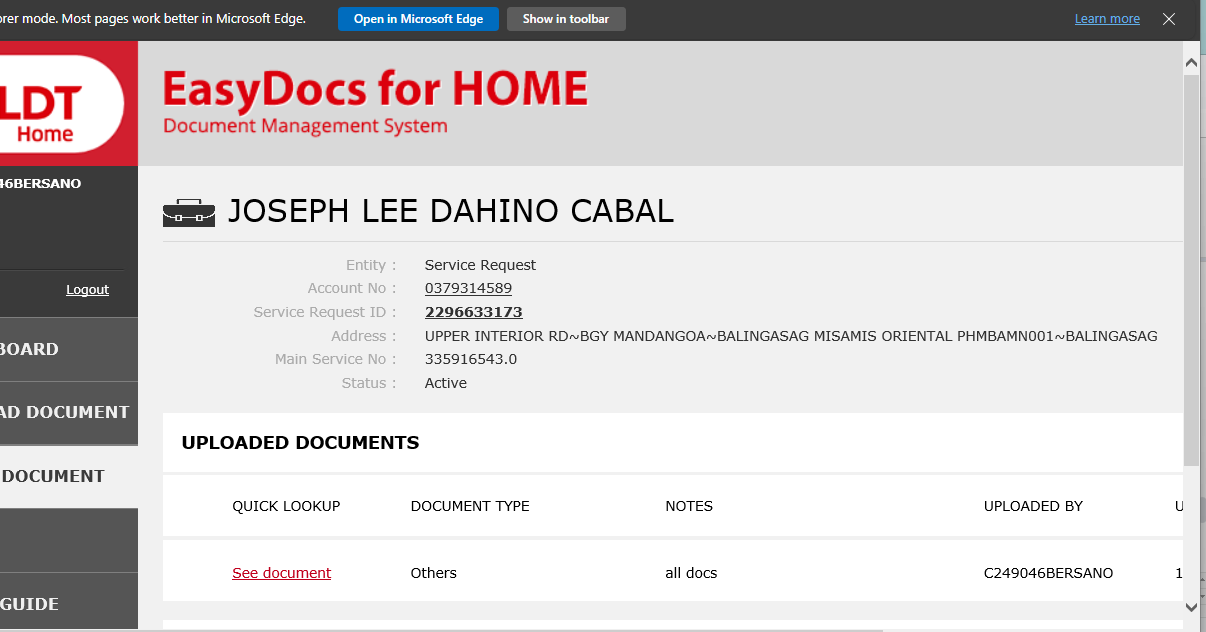 orer mode. Most pages work better in Microsoft Edge.
Open in Microsoft Edge
Show in toolbar
Learn more
LDT
Home
EasyDocs for HOME
Document Management System
46BERSANO
Logout
BOARD
AD DOCUMENT
DOCUMENT
GUIDE
JOSEPH LEE DAHINO CABAL
Entity : Service Request
Account No : 0379314589
Service Request ID : 2296633173
Address : UPPER INTERIOR RD~BGY MANDANGOA~BALINGASAG MISAMIS ORIENTAL PHMBAMN001~BALINGASAG
Main Service No : 335916543.0
Status : Active
UPLOADED DOCUMENTS
QUICK LOOKUP DOCUMENT TYPE NOTES UPLOADED BY U
See document Others all docs C249046BERSANO 1